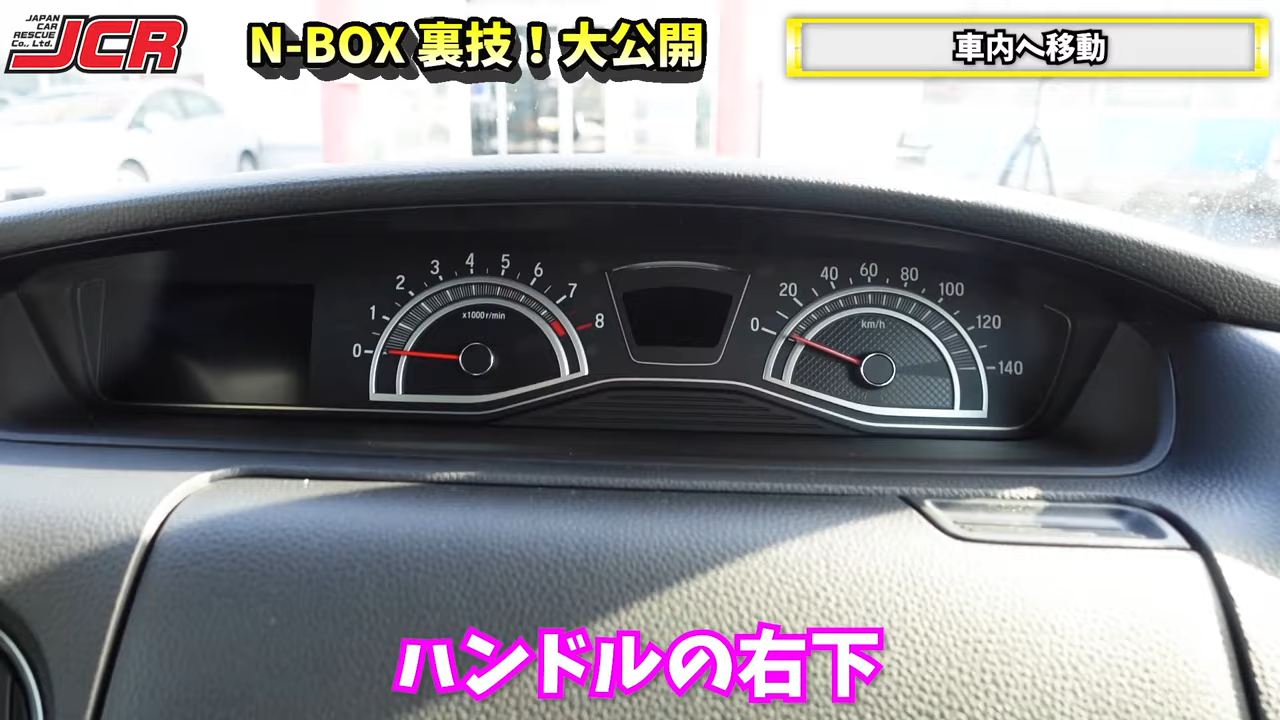 JAPAN
CAR
RESCUE
Co., Ltd.
JCR
N-BOX 裏技！大公開
車内へ移動
0 1 2 3 4 5 6 7 8
x1000r/min
0 20 40 60 80 100 120 140
km/h
ハンドルの右下